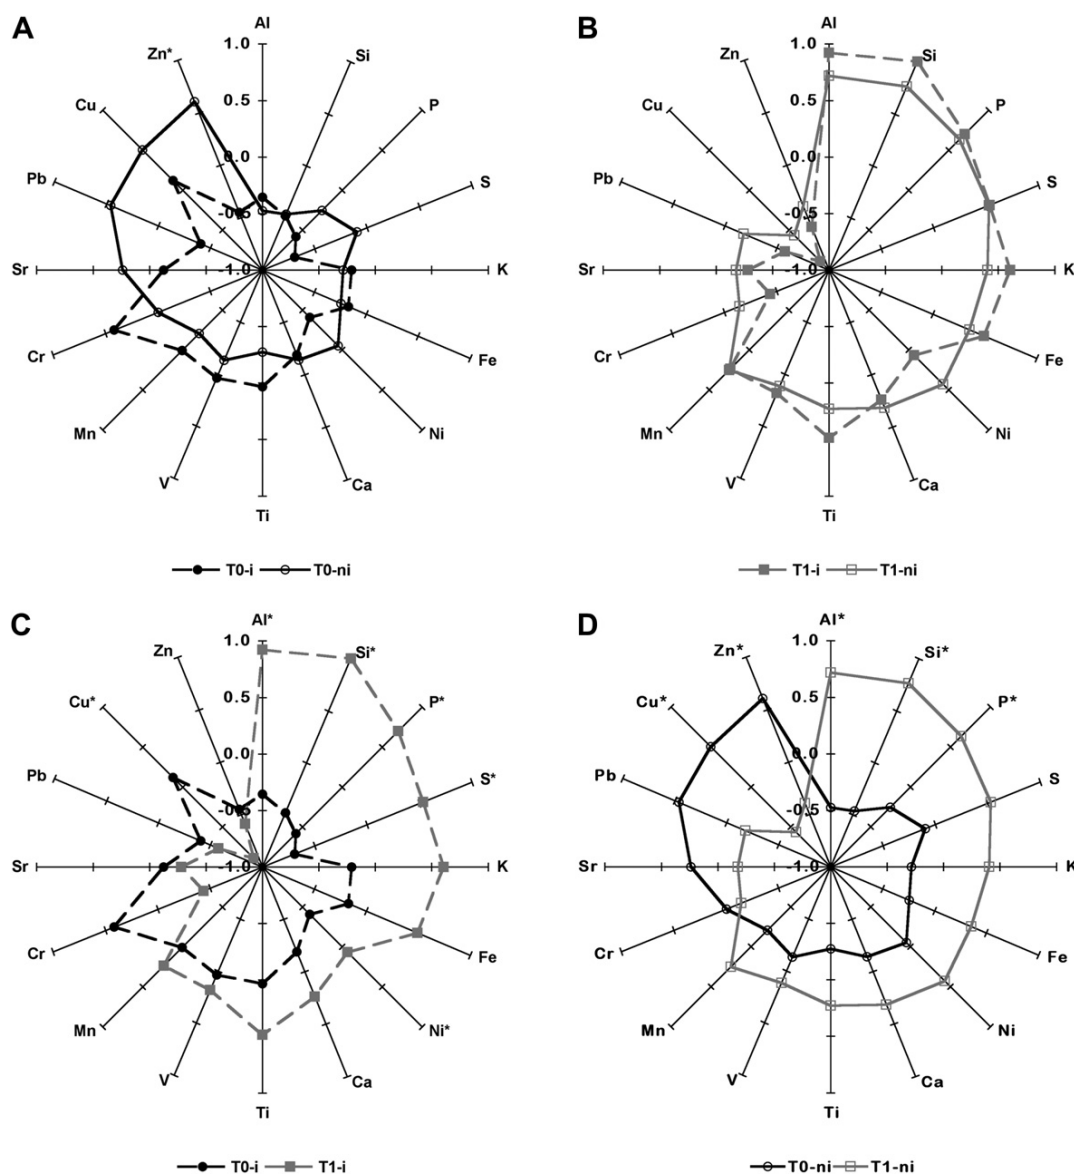 A
Al
1.0
Zn*
Si
Cu
0.5
P
Pb
0.0
S
-0.5
Sr
-1.0
K
Cr
Fe
Mn
Ni
V
Ca
Ti
T0-i T0-ni
B
Al
1.0
Zn
Si
Cu
0.5
P
Pb
0.0
S
-0.5
Sr
-1.0
K
Cr
Fe
Mn
Ni
V
Ca
Ti
T1-i T1-ni
C
Al*
1.0
Zn
Si*
Cu*
0.5
P*
Pb
0.0
S*
-0.5
Sr
-1.0
K
Cr
Fe
Mn
Ni*
V
Ca
Ti
T0-i T1-i
D
Al*
1.0
Zn*
Si*
Cu*
0.5
P*
Pb
0.0
S
-0.5
Sr
-1.0
K
Cr
Fe
Mn
Ni
V
Ca
Ti
T0-ni T1-ni